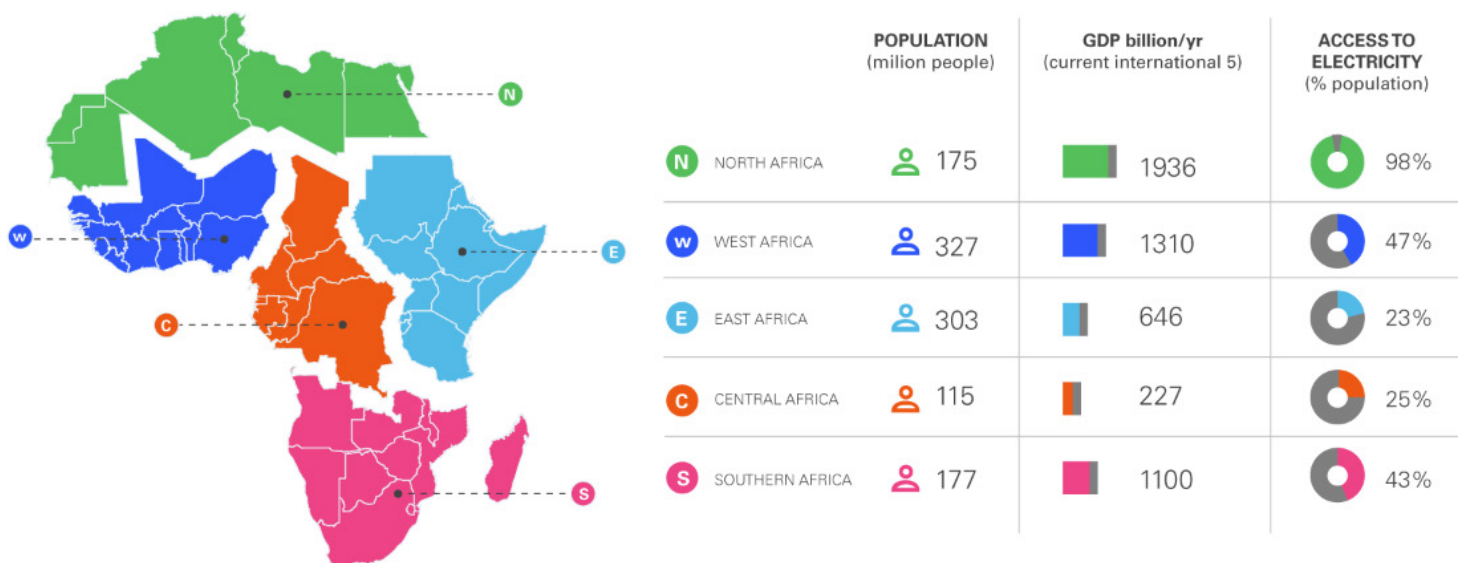 POPULATION
(milion people)
GDP billion/yr
(current international 5)
ACCESS TO
ELECTRICITY
(% population)
N
w
E
C
S
N NORTH AFRICA 175 1936 98%
w WEST AFRICA 327 1310 47%
E EAST AFRICA 303 646 23%
C CENTRAL AFRICA 115 227 25%
S SOUTHERN AFRICA 177 1100 43%